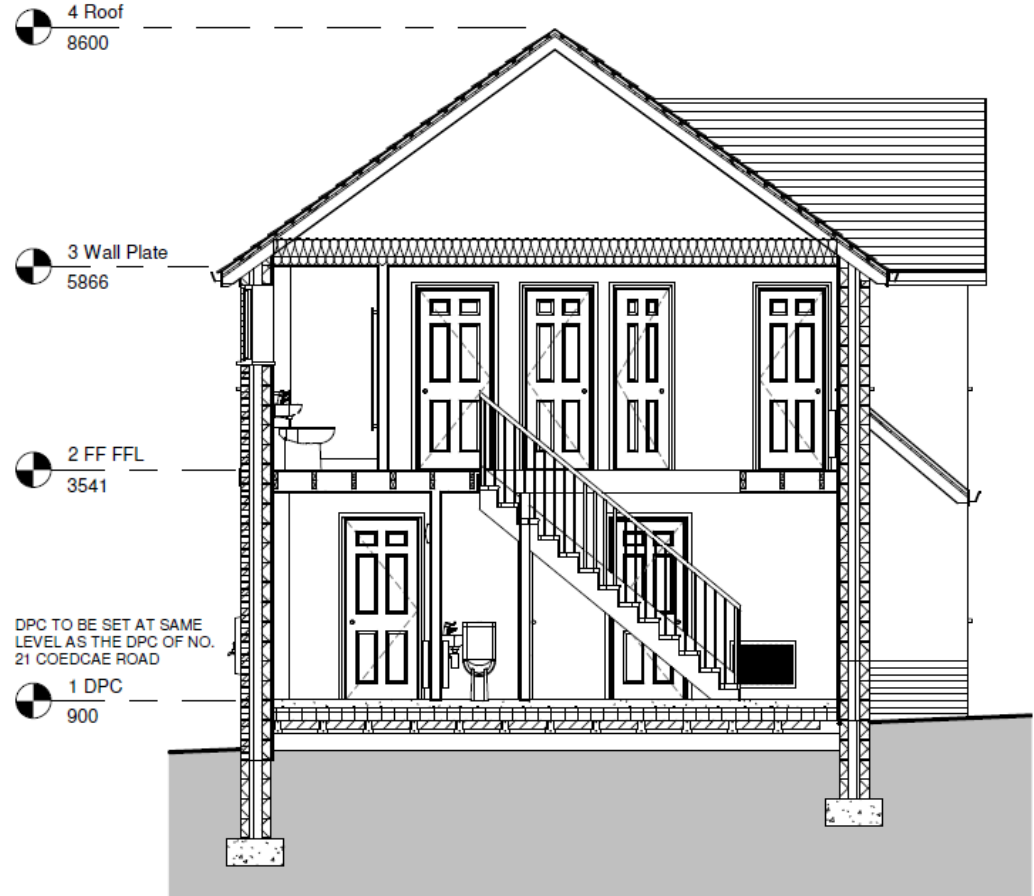 4 Roof
8600
3 Wall Plate
5866
2 FF FFL
3541
DPC TO BE SET AT SAME
LEVEL AS THE DPC OF NO.
21 COEDCAE ROAD
1 DPC
900